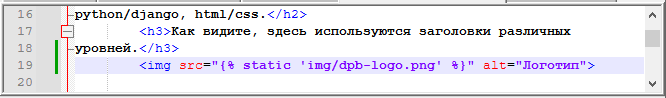 16 python/django, html/css.</h2>
17 <h3>Как видите, здесь используются заголовки различных
18 уровней.</h3>
19 <img src="{% static 'img/dpb-logo.png' %}" alt="Логотип">
20